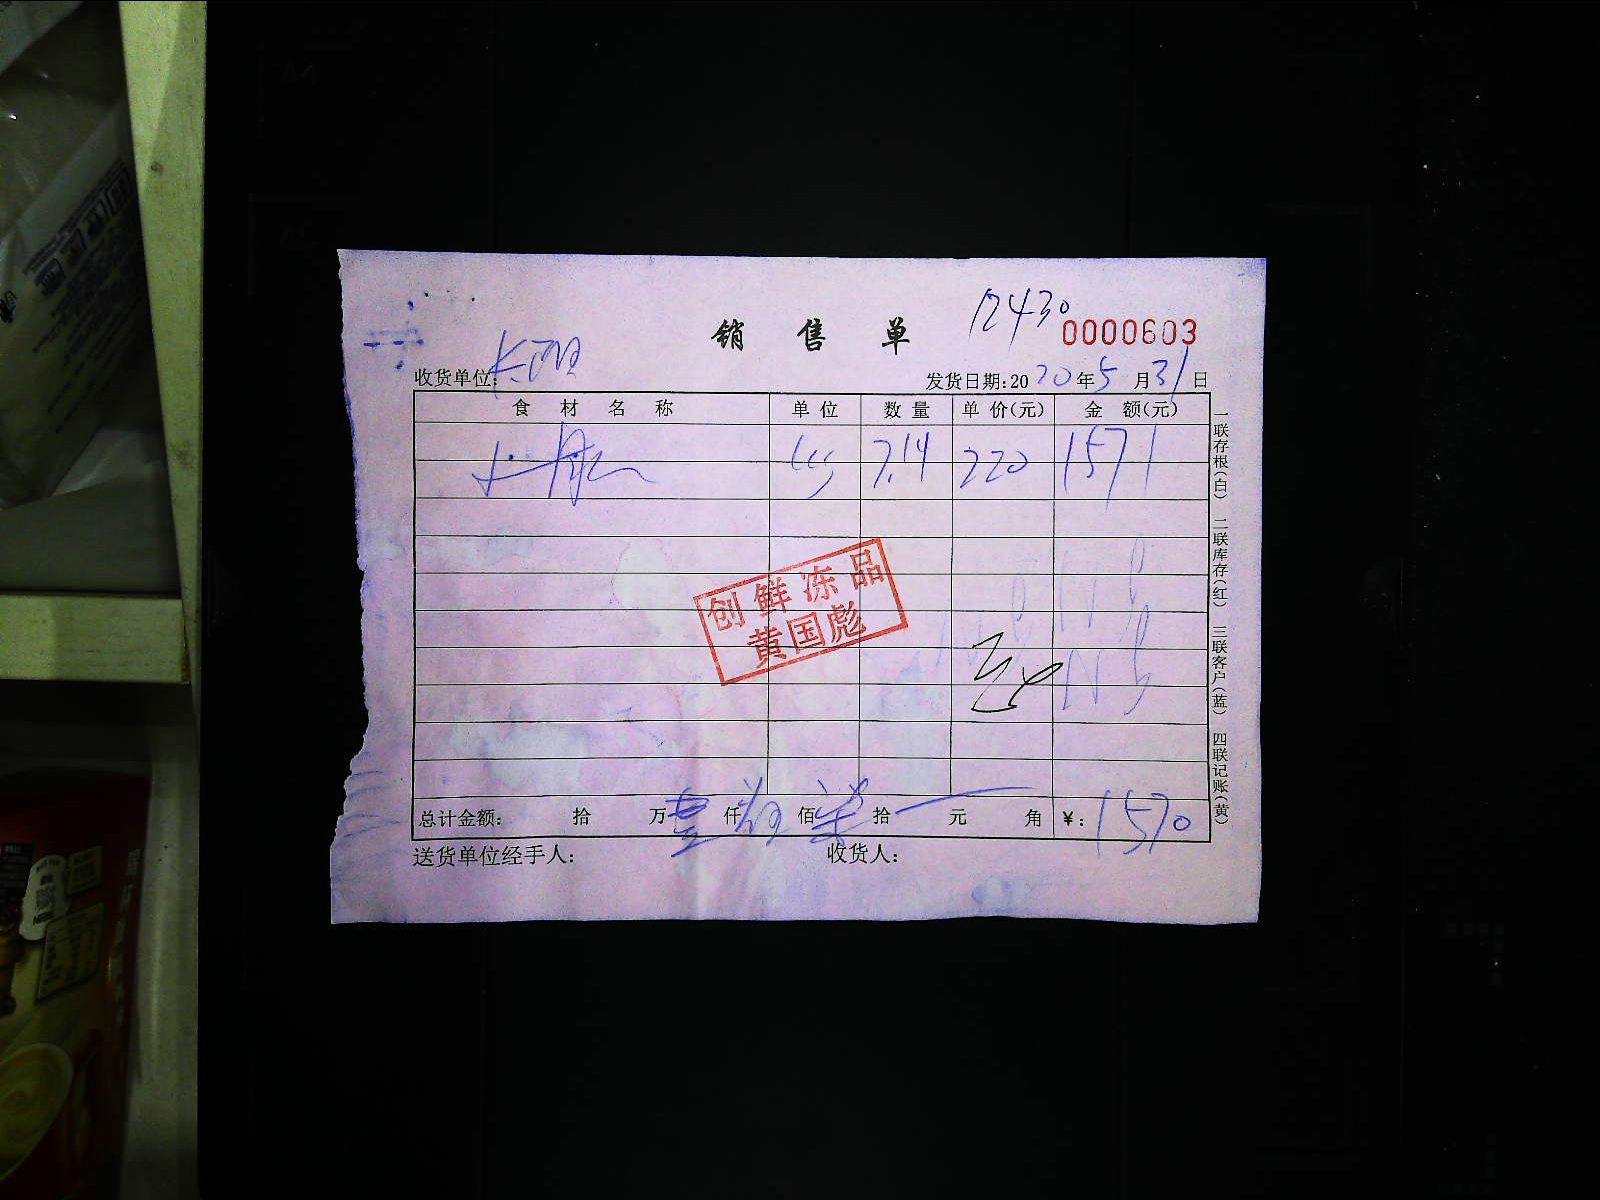 12430
销售单 0000603
收货单位: 发货日期:2020年5月31日
食材名称 单位 数量 单价(元) 金额(元)
kg 7.14 220 1571
创鲜冻品
黄国彪
总计金额: 拾 万壹仟 佰柒拾 元 角 ¥:1570
送货单位经手人: 收货人:
一联存根(白) 二联库存(红) 三联客户(蓝) 四联记账(黄)